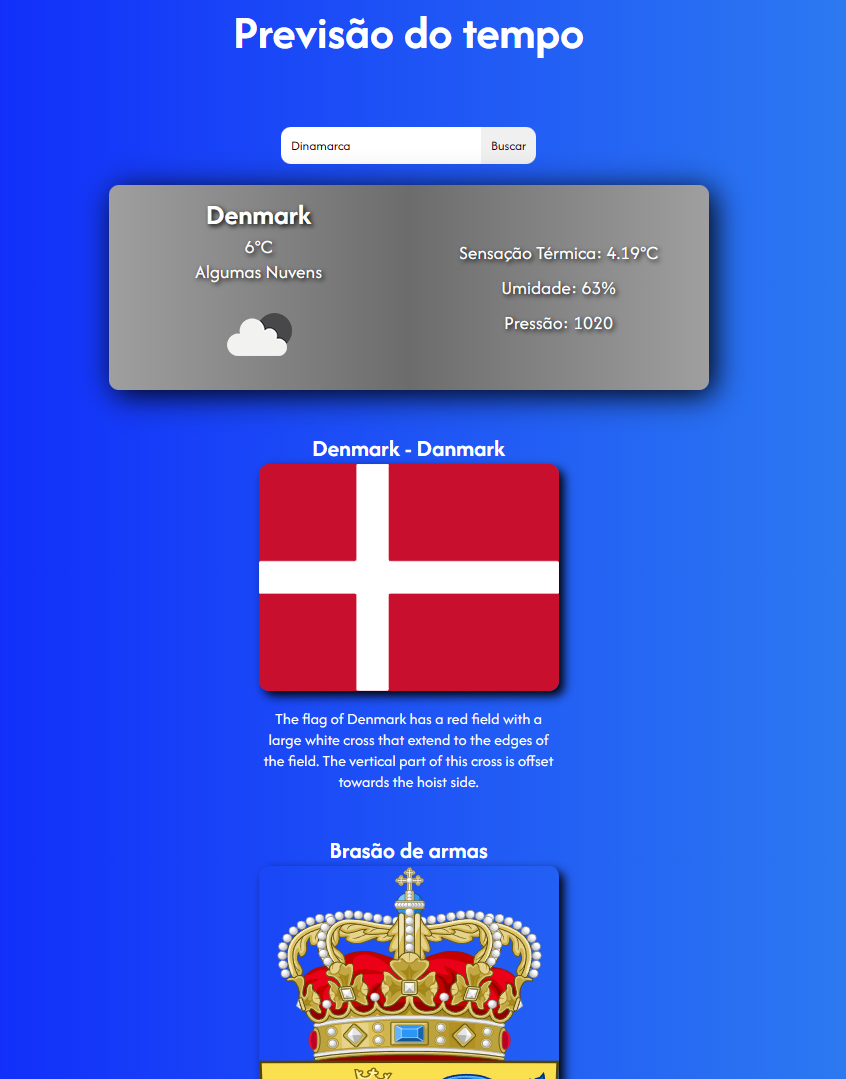 Previsão do tempo
Dinamarca
Buscar
Denmark
6°C
Algumas Nuvens
Sensação Térmica: 4.19°C
Umidade: 63%
Pressão: 1020
Denmark - Danmark
The flag of Denmark has a red field with a
large white cross that extend to the edges of
the field. The vertical part of this cross is offset
towards the hoist side.
Brasão de armas